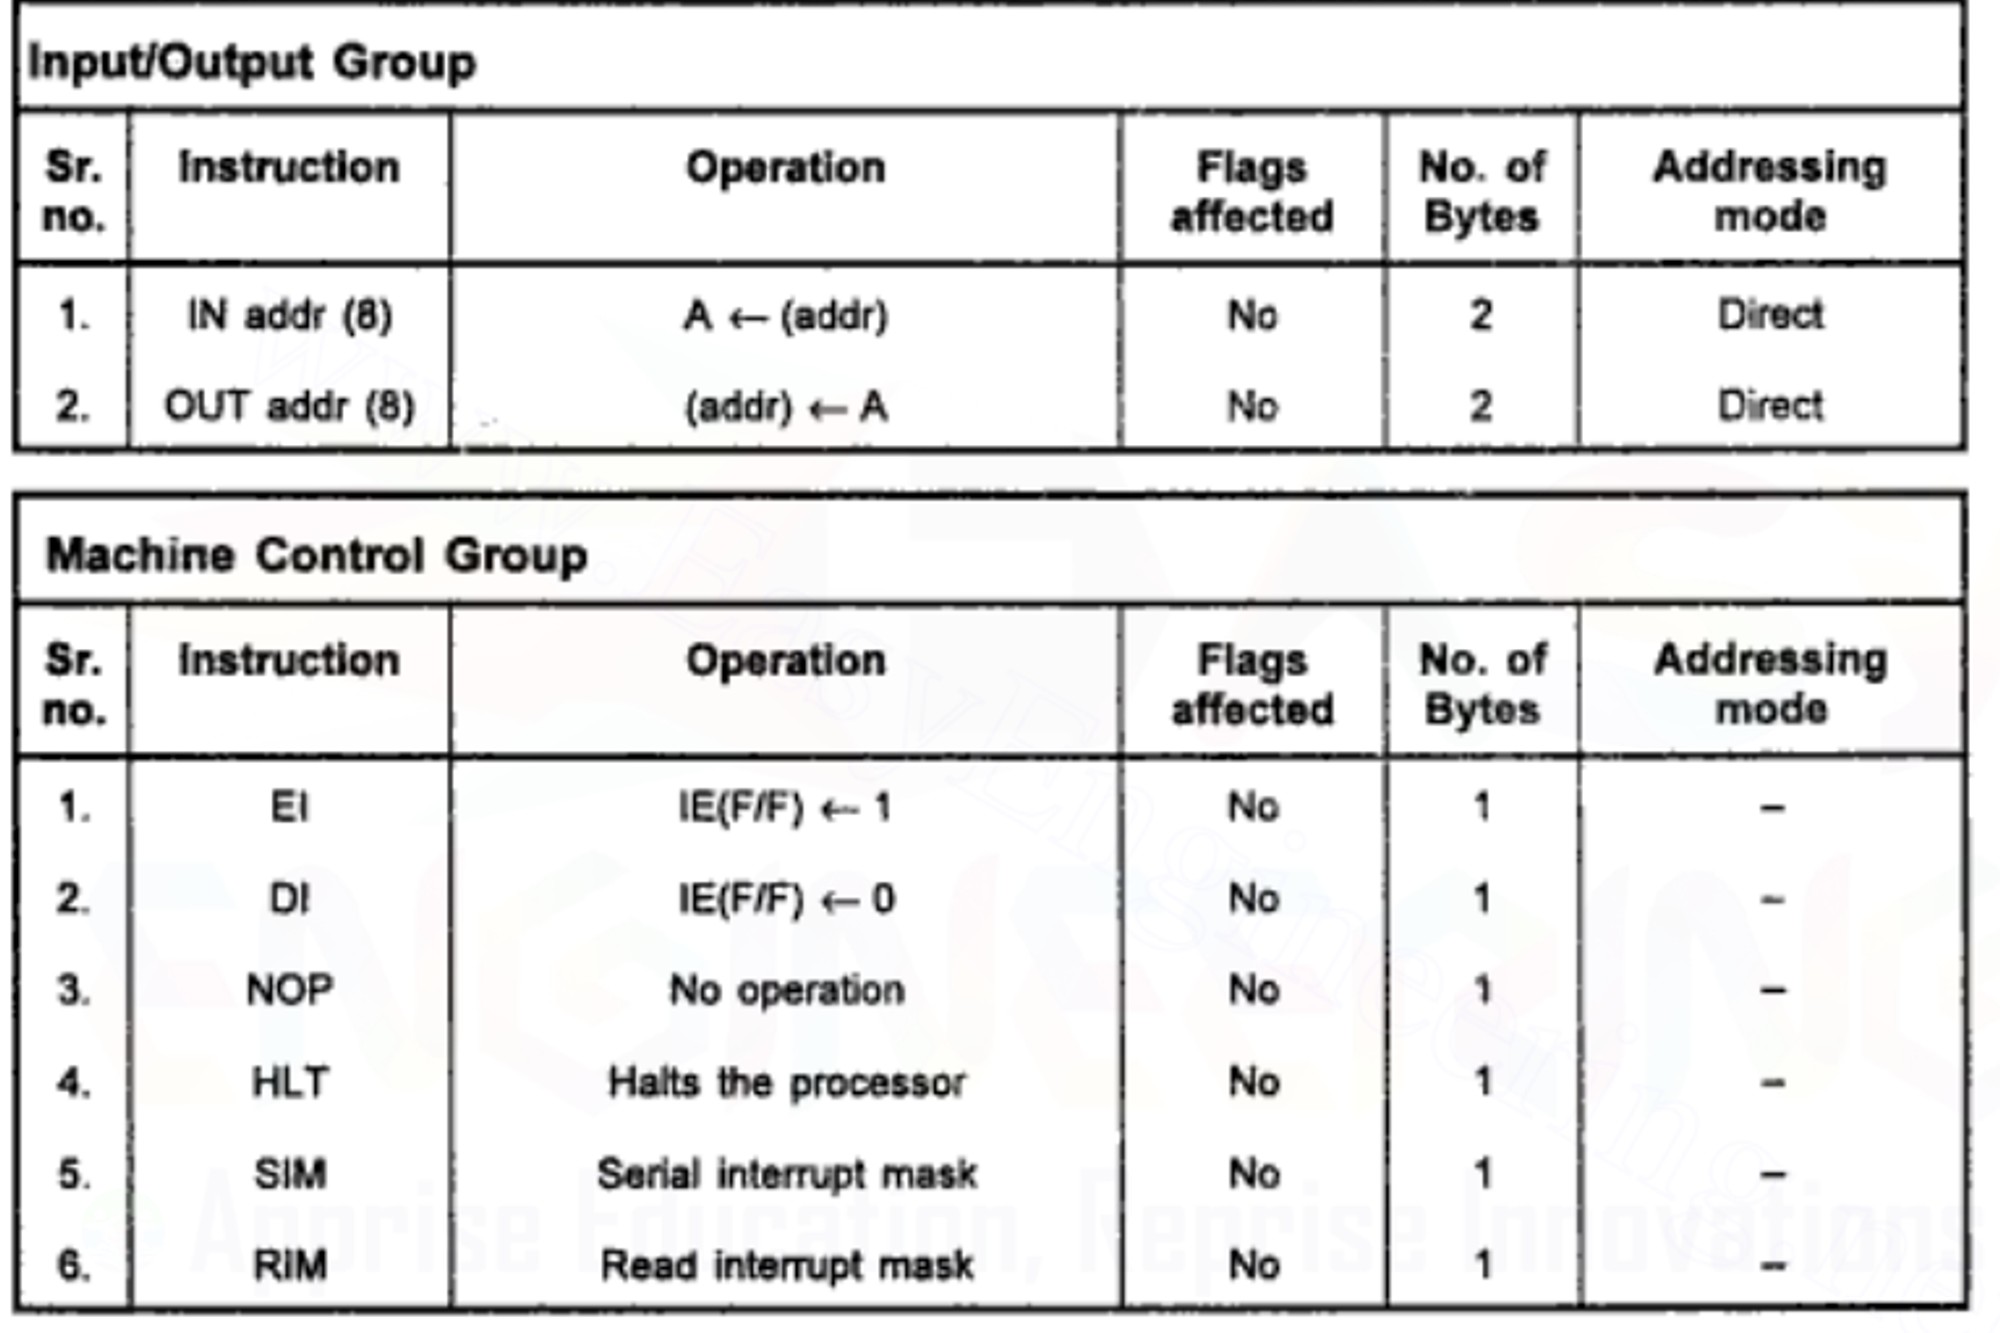 Input/Output Group
Sr. no. Instruction Operation Flags affected No. of Bytes Addressing mode
1. IN addr (8) A ← (addr) No 2 Direct
2. OUT addr (8) (addr) ← A No 2 Direct
Machine Control Group
Sr. no. Instruction Operation Flags affected No. of Bytes Addressing mode
1. EI IE(F/F) ← 1 No 1 –
2. DI IE(F/F) ← 0 No 1 –
3. NOP No operation No 1 –
4. HLT Halts the processor No 1 –
5. SIM Serial interrupt mask No 1 –
6. RIM Read interrupt mask No 1 –
ENGINEERING
Apprise Education, Reprise Innovations